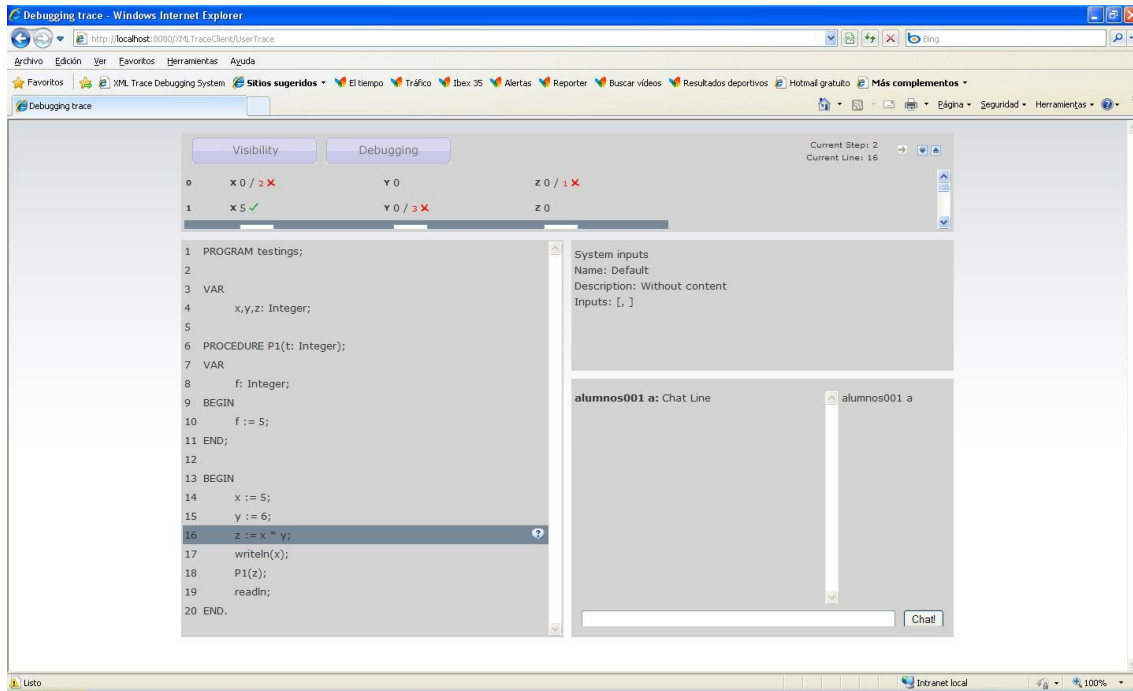 Debugging trace - Windows Internet Explorer
http://localhost:8080/XMLTraceClient/UserTrace
Bing
Archivo Edición Ver Favoritos Herramientas Ayuda
Favoritos XML Trace Debugging System Sitios sugeridos El tiempo Tráfico Ibex 35 Alertas Reporter Buscar vídeos Resultados deportivos Hotmail gratuito Más complementos
Debugging trace Página Seguridad Herramientas
Visibility Debugging Current Step: 2
Current Line: 16
0 X 0 / 2 Y 0 Z 0 / 1
1 X 5 Y 0 / 3 Z 0
1 PROGRAM testings;
2
3 VAR
4 x,y,z: Integer;
5
6 PROCEDURE P1(t: Integer);
7 VAR
8 f: Integer;
9 BEGIN
10 f := 5;
11 END;
12
13 BEGIN
14 x := 5;
15 y := 6;
16 z := x * y;
17 writeln(x);
18 P1(z);
19 readln;
20 END.
System inputs
Name: Default
Description: Without content
Inputs: [, ]
alumnos001 a: Chat Line
alumnos001 a
Chat!
Listo Intranet local 100%